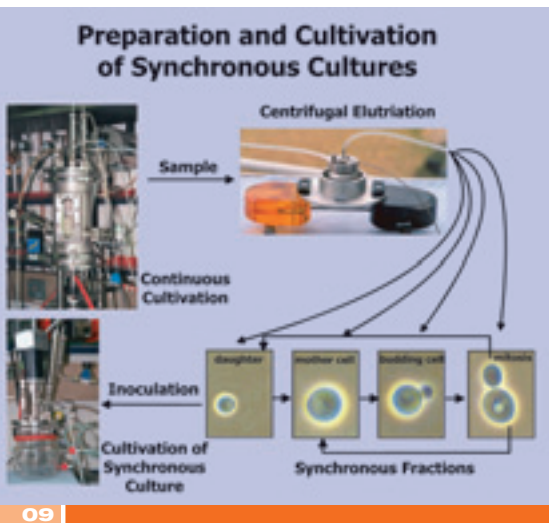 Preparation and Cultivation
of Synchronous Cultures
Centrifugal Elutriation
Sample
Continuous
Cultivation
daughter
mother cell
budding cell
mitosis
Inoculation
Cultivation of
Synchronous
Culture
Synchronous Fractions
09